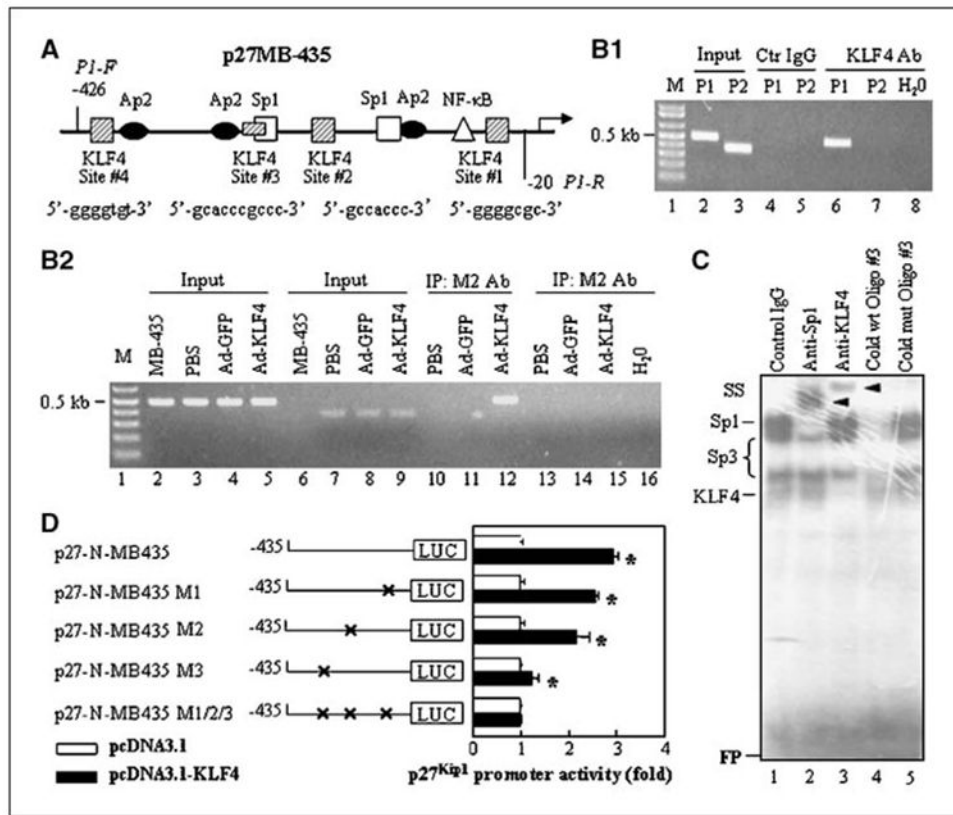 A
p27MB-435
P1-F
-426
Ap2
Ap2
Sp1
Sp1
Ap2
NF-κB
KLF4 Site #4
KLF4 Site #3
KLF4 Site #2
KLF4 Site #1
-20 P1-R
5'-ggggtgt-3'
5'-gcacccgccc-3'
5'-gccaccc-3'
5'-ggggcgc-3'
B1
Input
Ctr IgG
KLF4 Ab
M P1 P2 P1 P2 P1 P2 H20
0.5 kb
1 2 3 4 5 6 7 8
B2
Input
Input
IP: M2 Ab
IP: M2 Ab
M
MB-435
PBS
Ad-GFP
Ad-KLF4
MB-435
PBS
Ad-GFP
Ad-KLF4
PBS
Ad-GFP
Ad-KLF4
PBS
Ad-GFP
Ad-KLF4
H20
0.5 kb
1 2 3 4 5 6 7 8 9 10 11 12 13 14 15 16
C
Control IgG
Anti-Sp1
Anti-KLF4
Cold wt Oligo #3
Cold mut Oligo #3
SS
Sp1
Sp3
KLF4
FP
1 2 3 4 5
D
p27-N-MB435 -435 LUC *
p27-N-MB435 M1 -435 LUC *
p27-N-MB435 M2 -435 LUC *
p27-N-MB435 M3 -435 LUC *
p27-N-MB435 M1/2/3 -435 LUC
pcDNA3.1
pcDNA3.1-KLF4
0 1 2 3 4
p27Kip1 promoter activity (fold)